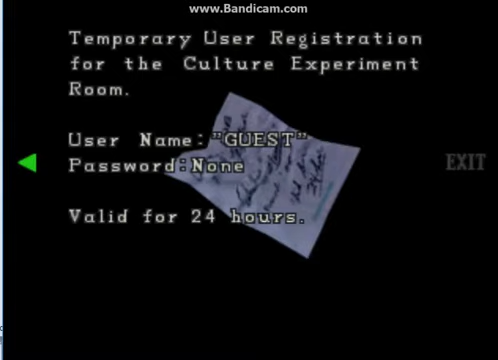 www.Bandicam.com
Temporary User Registration
for the Culture Experiment
Room.
User Name:"GUEST"
EXIT
Password:None
Valid for 24 hours.